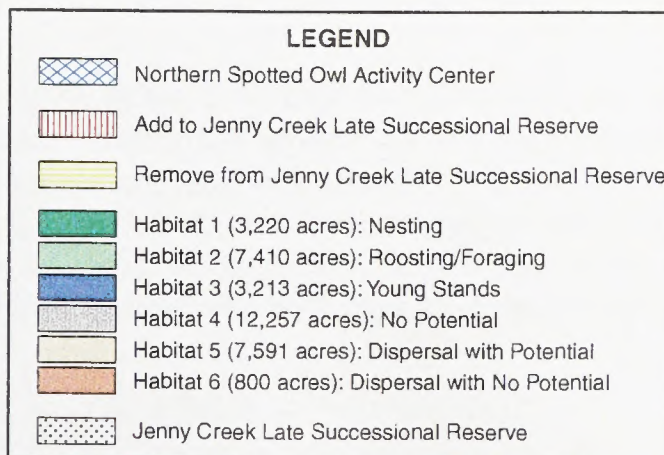 LEGEND
Northern Spotted Owl Activity Center
Add to Jenny Creek Late Successional Reserve
Remove from Jenny Creek Late Successional Reserve
Habitat 1 (3,220 acres): Nesting
Habitat 2 (7,410 acres): Roosting/Foraging
Habitat 3 (3,213 acres): Young Stands
Habitat 4 (12,257 acres): No Potential
Habitat 5 (7,591 acres): Dispersal with Potential
Habitat 6 (800 acres): Dispersal with No Potential
Jenny Creek Late Successional Reserve